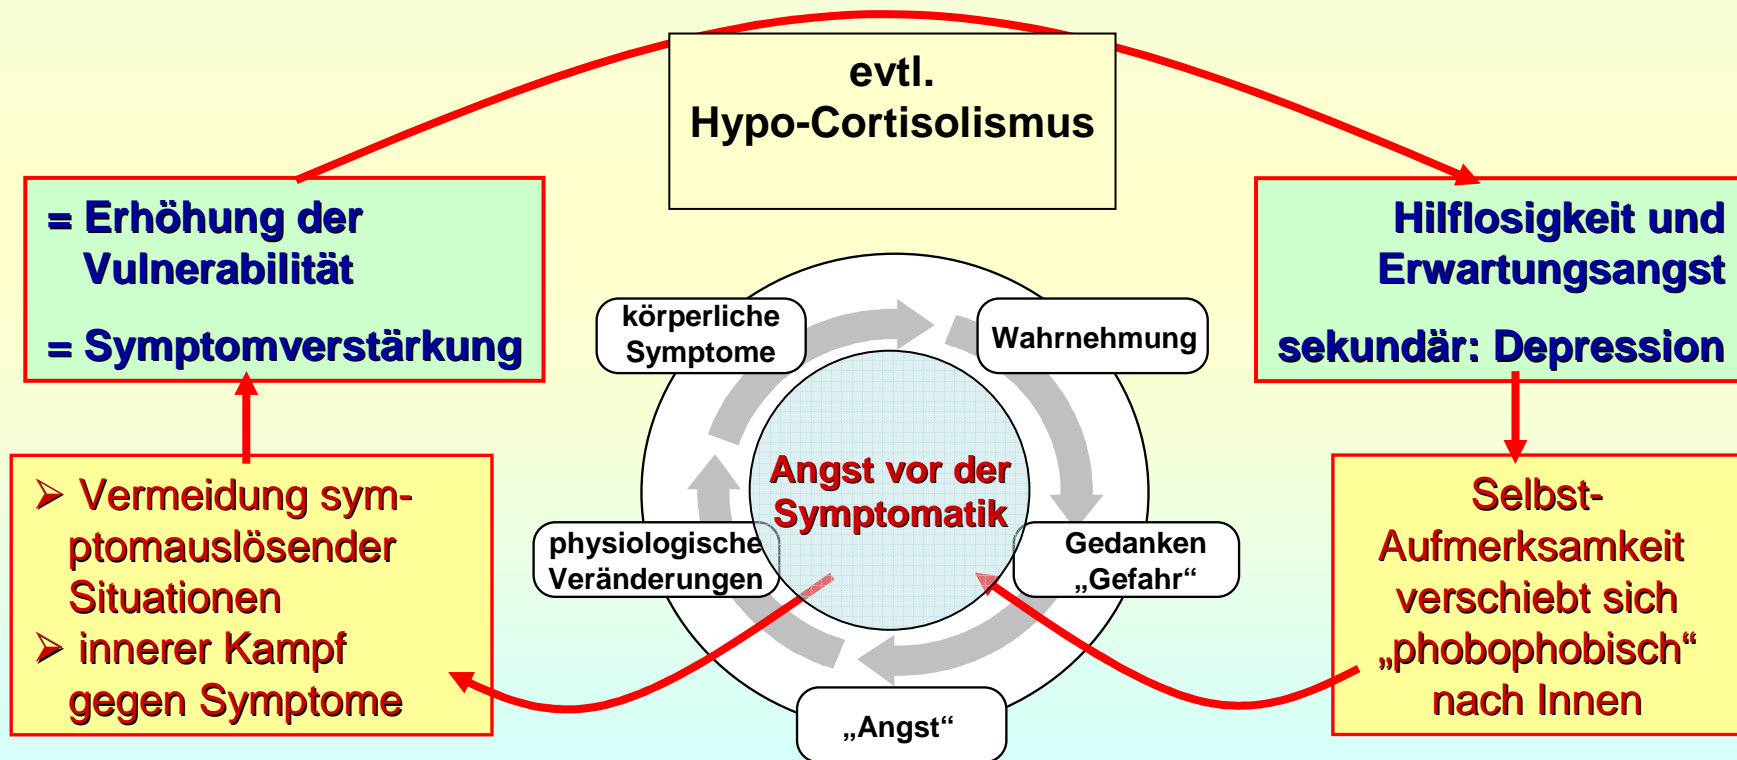 evtl.
Hypo-Cortisolismus
= Erhöhung der
Vulnerabilität
= Symptomverstärkung
Hilflosigkeit und
Erwartungsangst
sekundär: Depression
körperliche
Symptome
Wahrnehmung
Angst vor der
Symptomatik
physiologische
Veränderungen
Gedanken
„Gefahr“
„Angst“
➢ Vermeidung sym-
ptomauslösender
Situationen
➢ innerer Kampf
gegen Symptome
Selbst-
Aufmerksamkeit
verschiebt sich
„phobophobisch“
nach Innen